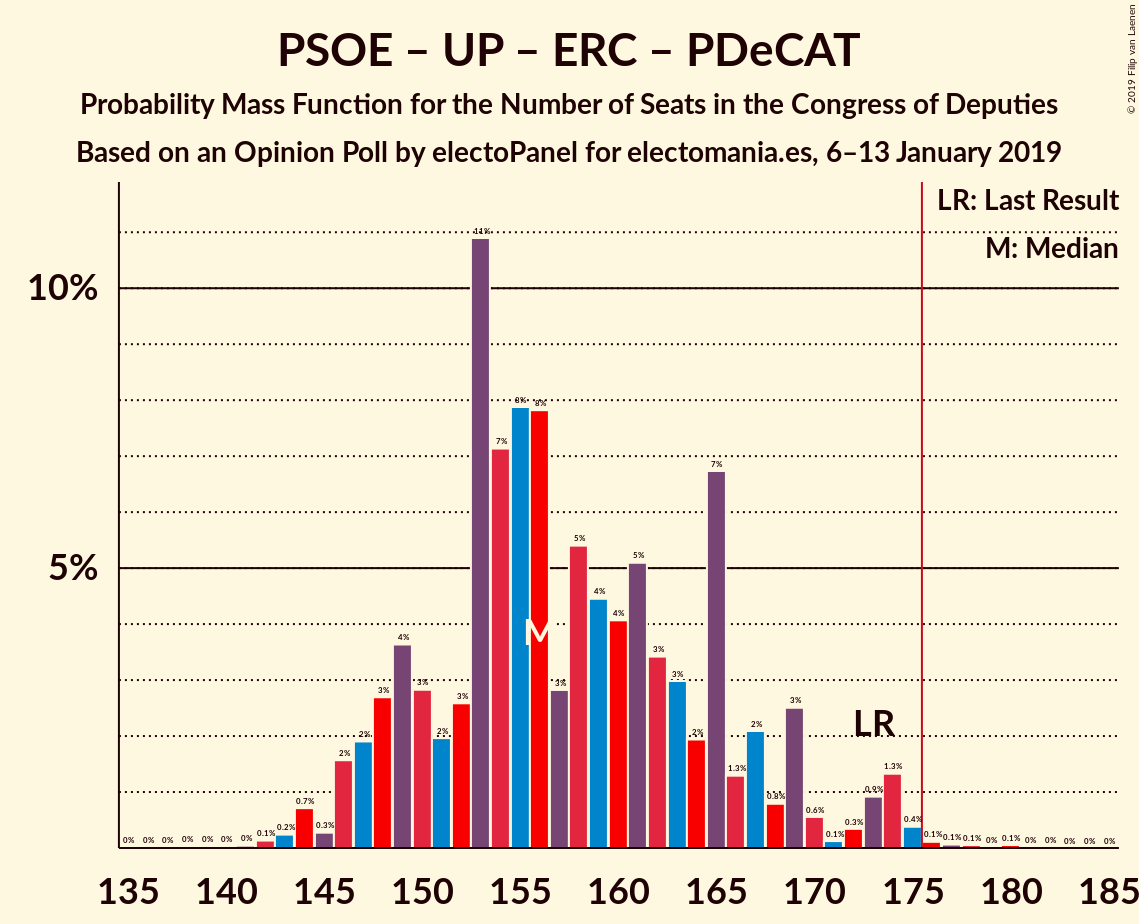 PSOE – UP – ERC – PDeCAT
Probability Mass Function for the Number of Seats in the Congress of Deputies
Based on an Opinion Poll by electoPanel for electomania.es, 6–13 January 2019
© 2019 Filip van Laenen
LR: Last Result
M: Median
10%
5%
0% 0% 0% 0% 0% 0% 0% 0.1% 0.2% 0.7% 0.3% 2% 2% 3% 4% 3% 2% 3% 11% 7% 8% 8% 3% 5% 4% 4% 5% 3% 3% 2% 7% 1.3% 2% 0.8% 3% 0.6% 0.1% 0.3% 0.9% 1.3% 0.4% 0.1% 0.1% 0.1% 0% 0.1% 0% 0% 0% 0% 0%
M
LR
135 140 145 150 155 160 165 170 175 180 185